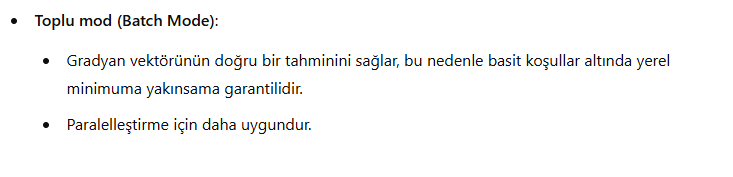 Toplu mod (Batch Mode):
Gradyan vektörünün doğru bir tahminini sağlar, bu nedenle basit koşullar altında yerel
minimuma yakınsama garantilidir.
Paralelleştirme için daha uygundur.